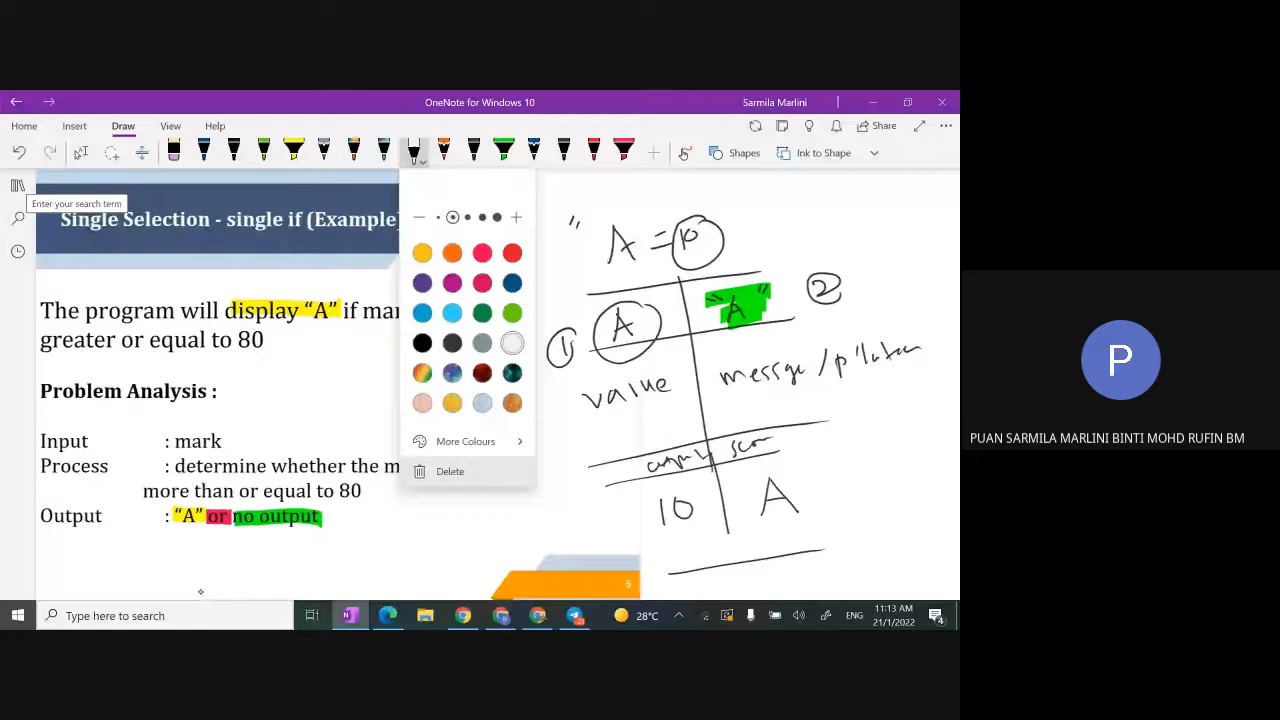 OneNote for Windows 10
Sarmila Marlini
Home Insert Draw View Help
Share
Shapes
Ink to Shape
Enter your search term
Single Selection - single if (Example)
The program will display “A” if mar
greater or equal to 80
Problem Analysis :
Input : mark
Process : determine whether the m
more than or equal to 80
Output : “A” or no output
6
More Colours
Delete
" A = 10
A "A" ②
①
value
10 A
PUAN SARMILA MARLINI BINTI MOHD RUFIN BM
P
Type here to search
28°C
ENG
11:13 AM
21/1/2022
4